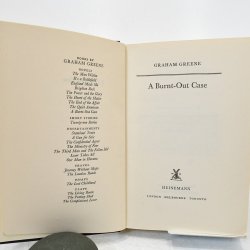 BOOKS BY
GRAHAM GREENE
NOVELS
The Man Within
It's a Battlefield
England Made Me
Brighton Rock
The Power and the Glory
The Heart of the Matter
The End of the Affair
The Quiet American
SHORT STORIES
Twenty-one Stories
ENTERTAINMENTS
Stamboul Train
A Gun for Sale
The Confidential Agent
The Ministry of Fear
The Third Man and The Fallen Idol
Loser Takes All
Our Man in Havana
TRAVEL
Journey Without Maps
The Lawless Roads
ESSAYS
The Lost Childhood
PLAYS
The Living Room
The Potting Shed
The Complaisant Lover
GRAHAM GREENE
A Burnt-Out Case
HEINEMANN
LONDON MELBOURNE TORONTO